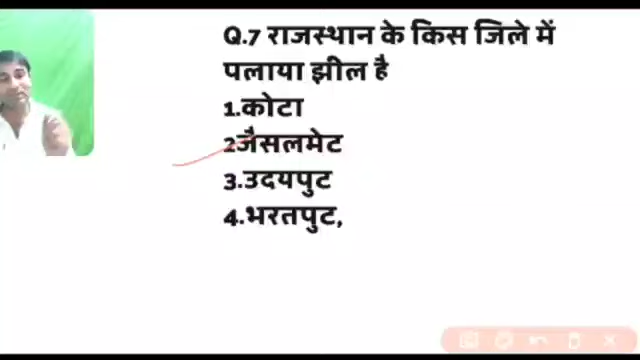 Q.7 राजस्थान के किस जिले में
पलाया झील है
1.कोटा
2जैसलमेट
3.उदयपुट
4.भरतपुट,